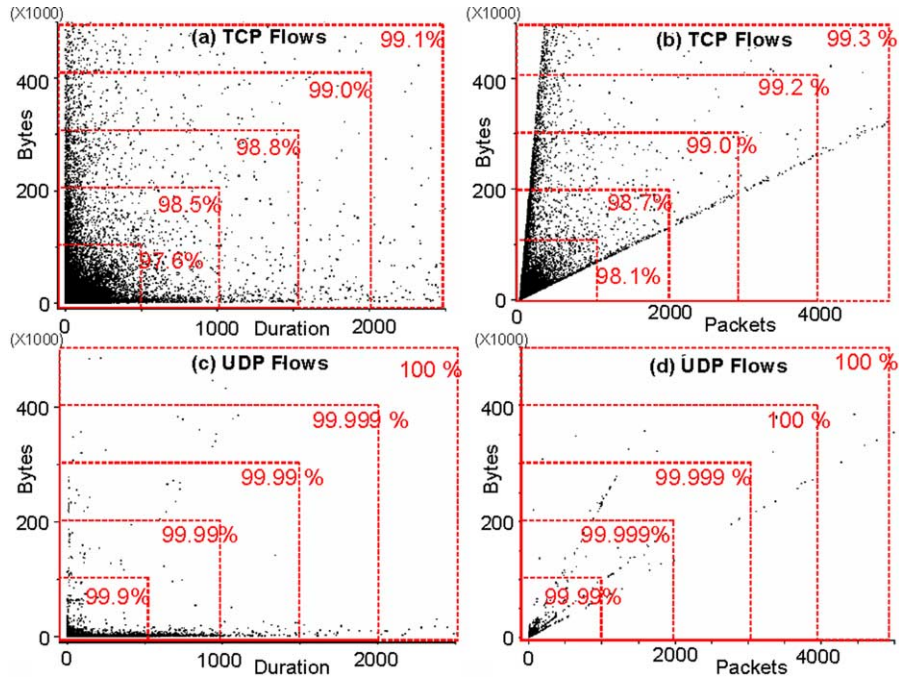 (X1000)
(a) TCP Flows
99.1%
400
99.0%
98.8%
Bytes
200
98.5%
97.6%
0
0
1000
2000
Duration
(X1000)
(b) TCP Flows
99.3 %
400
99.2 %
99.0 %
Bytes
200
98.7%
98.1%
0
0
2000
4000
Packets
(X1000)
(c) UDP Flows
100 %
400
99.999 %
99.99 %
Bytes
200
99.99%
99.9%
0
0
1000
2000
Duration
(X1000)
(d) UDP Flows
100 %
400
100 %
99.999 %
Bytes
200
99.999%
99.99%
0
0
2000
4000
Packets